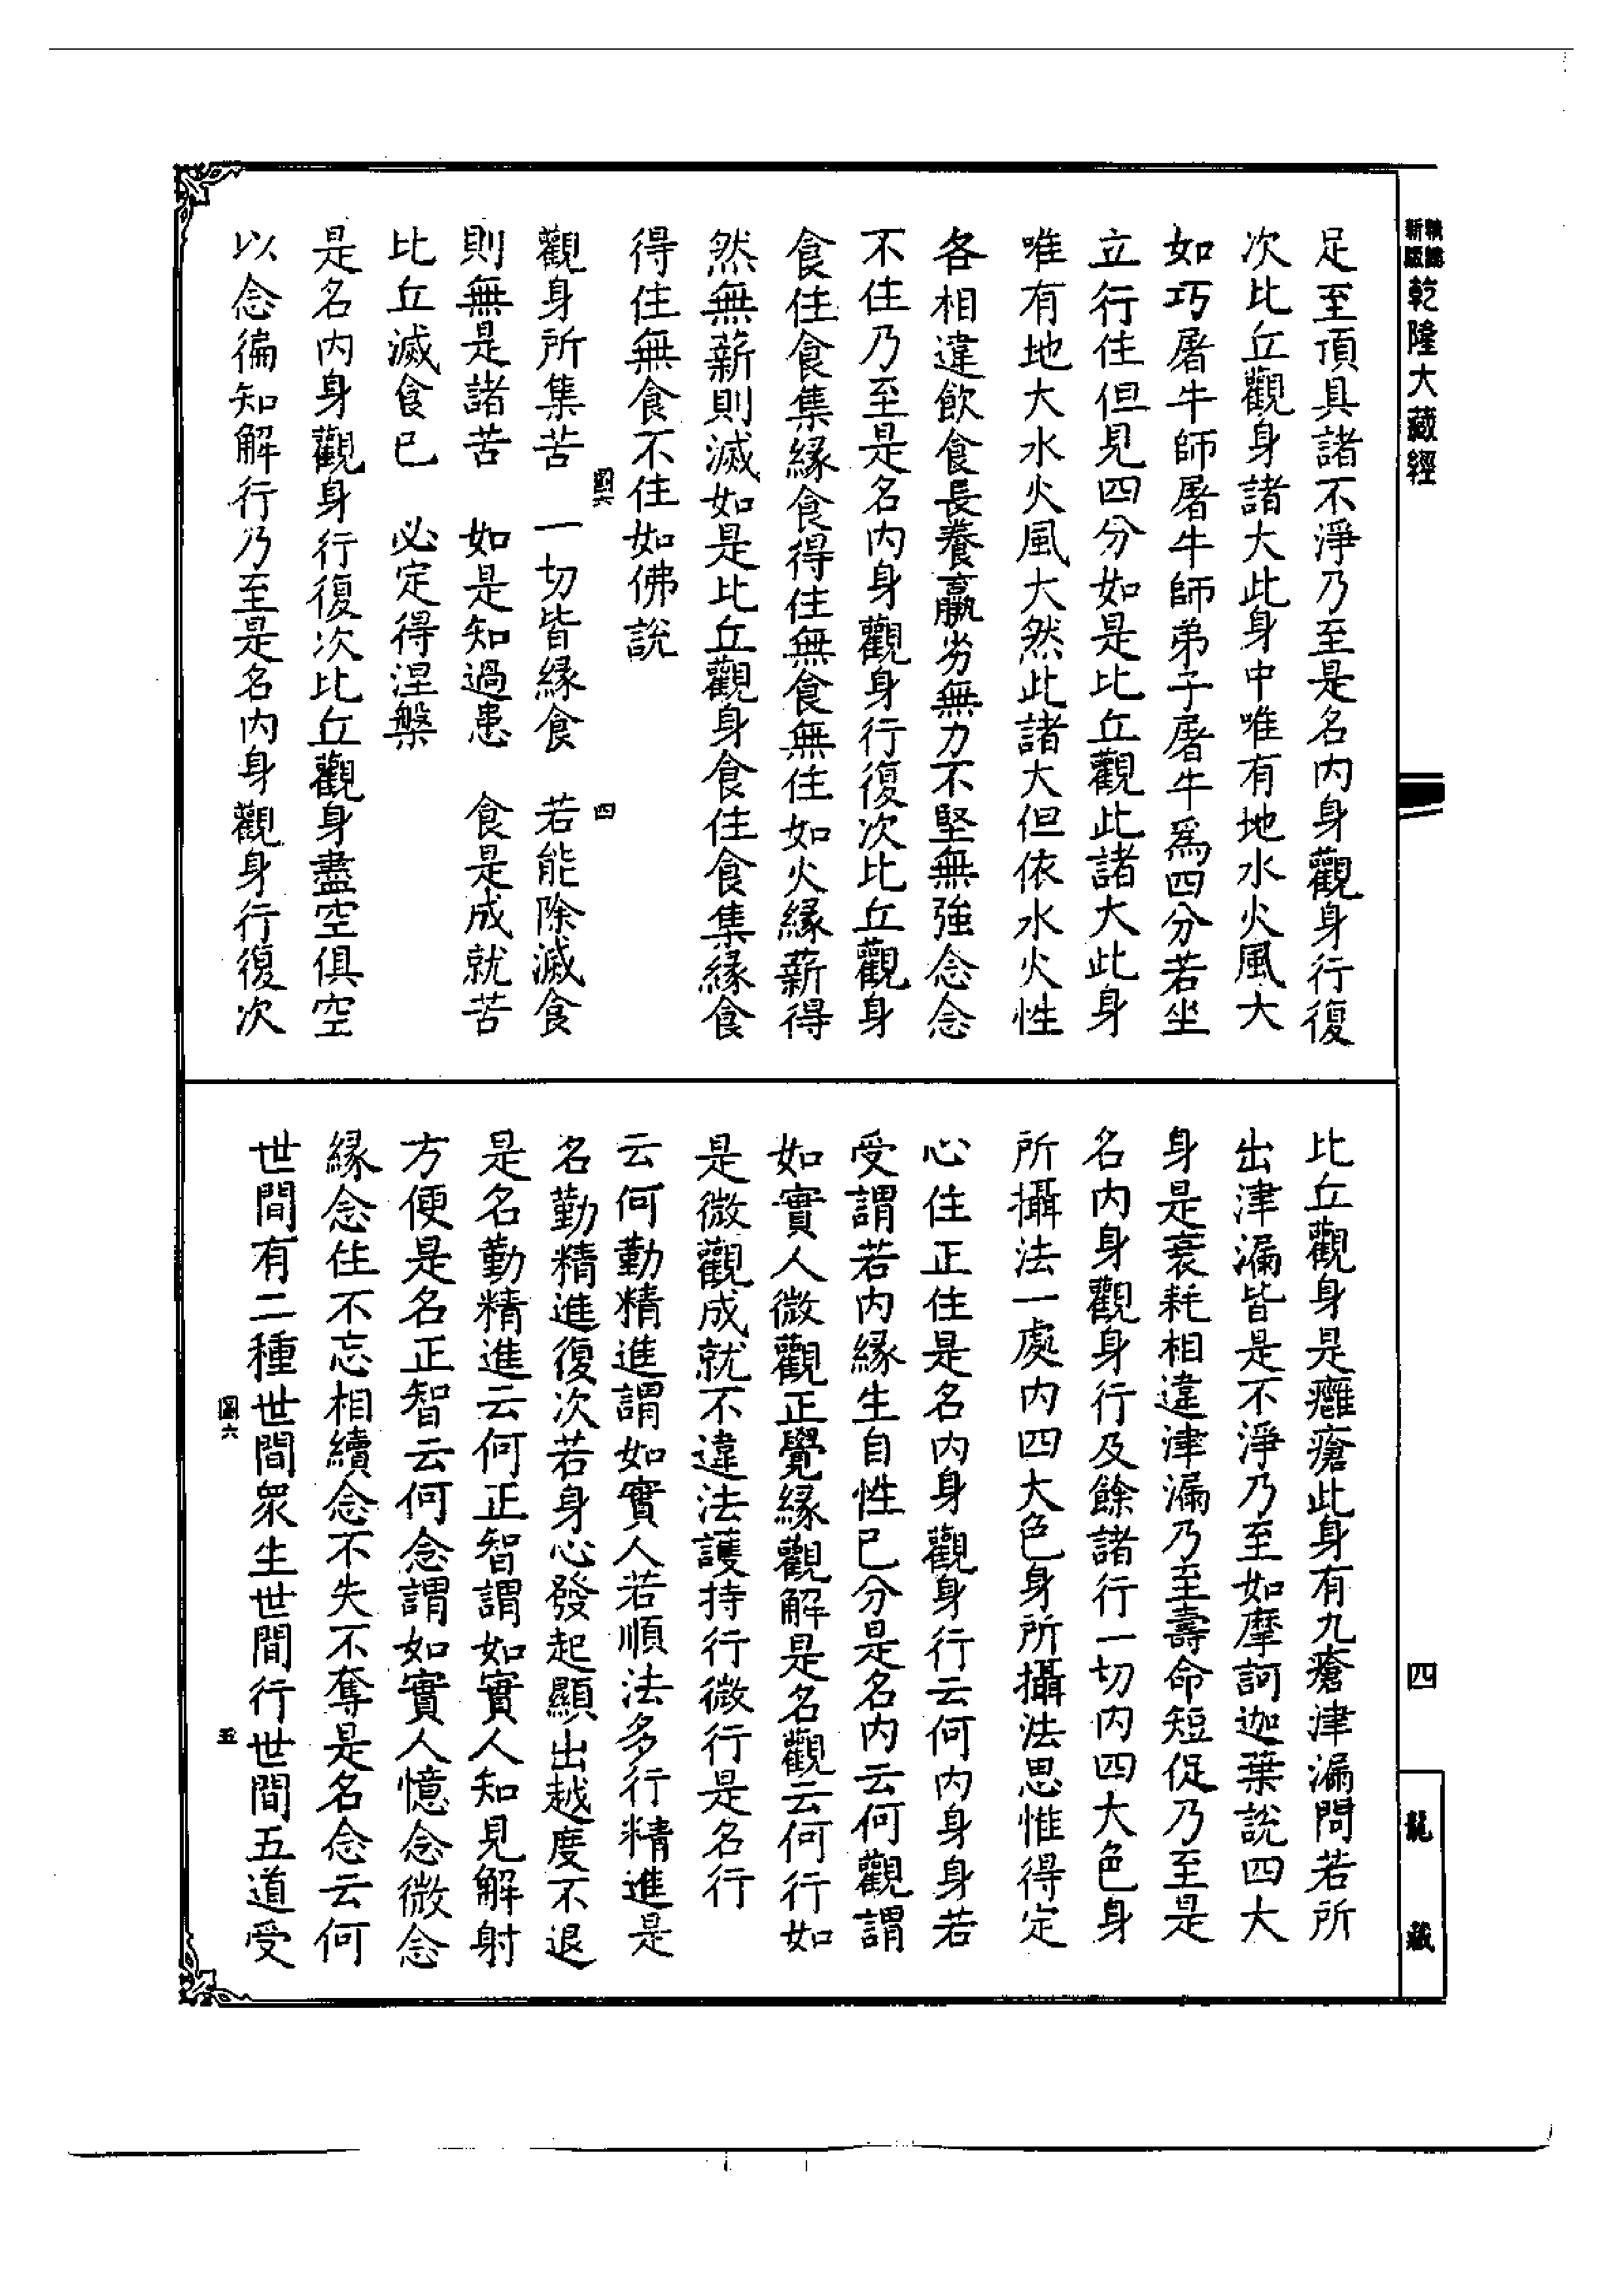 新版
乾隆大藏經
足至頂具諸不淨乃至是名內身觀身行復
次比丘觀身諸大此身中唯有地水火風大
如巧屠牛師屠牛師弟子屠牛爲四分若坐
立行住但見四分如是比丘觀此諸大此身
唯有地大水火風大然此諸大但依水火性
各相違飲食長養羸劣無力不堅無強念念
不住乃至是名內身觀身行復次比丘觀身
食住食集緣食得住無食無住如火緣薪得
然無薪則滅如是比丘觀身食住食集緣食
得住無食不住如佛說
觀身所集苦　一切皆緣食　若能除滅食
則無是諸苦　如是知過患　食是成就苦
比丘滅食已　必定得涅槃
是名內身觀身行復次比丘觀身盡空俱空
以念徧知解行乃至是名內身觀身行復次
四
比丘觀身是癰瘡此身有九瘡津漏問若所
出津漏皆是不淨乃至如摩訶迦葉說四大
身是衰耗相違津漏乃至壽命短促乃至是
名內身觀身行及餘諸行一切內四大色身
所攝法一處內四大色身所攝法思惟得定
心住正住是名內身觀身行云何內身身若
受謂若內緣生自性已分是名內云何觀謂
如實人微觀正覺緣觀解是名觀云何行如
是微觀成就不違法護持行微行是名行
云何勤精進謂如實人若順法多行精進是
名勤精進復次若身心發起顯出越度不退
是名勤精進云何正智謂如實人知見解射
方便是名正智云何念謂如實人憶念微念
緣念住不忘相續念不失不奪是名念云何
世間有二種世間眾生世間行世間五道受
圖六
五
四
龍藏